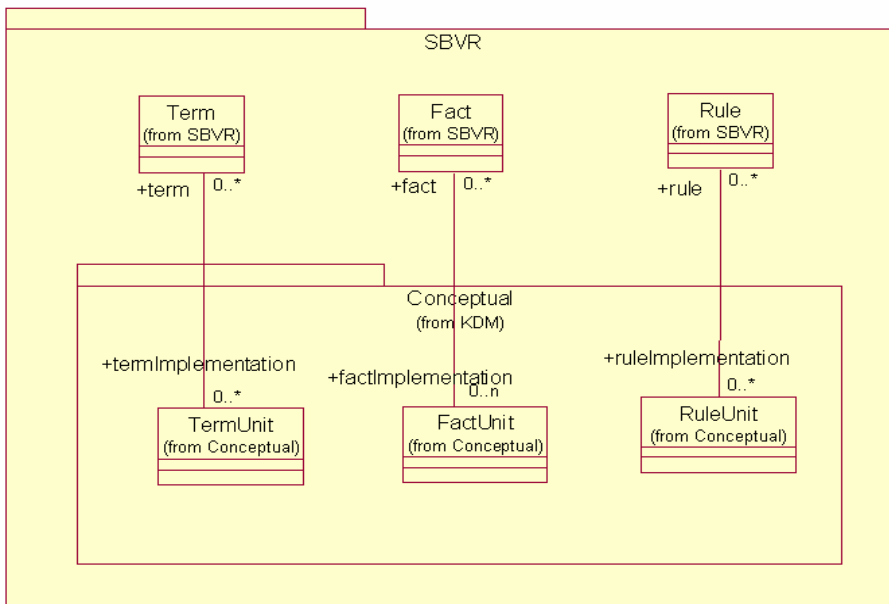 SBVR
Term
(from SBVR)
Fact
(from SBVR)
Rule
(from SBVR)
+term
0..*
+fact
0..*
+rule
0..*
Conceptual
(from KDM)
+termImplementation
0..*
+factImplementation
0..n
+ruleImplementation
0..*
TermUnit
(from Conceptual)
FactUnit
(from Conceptual)
RuleUnit
(from Conceptual)